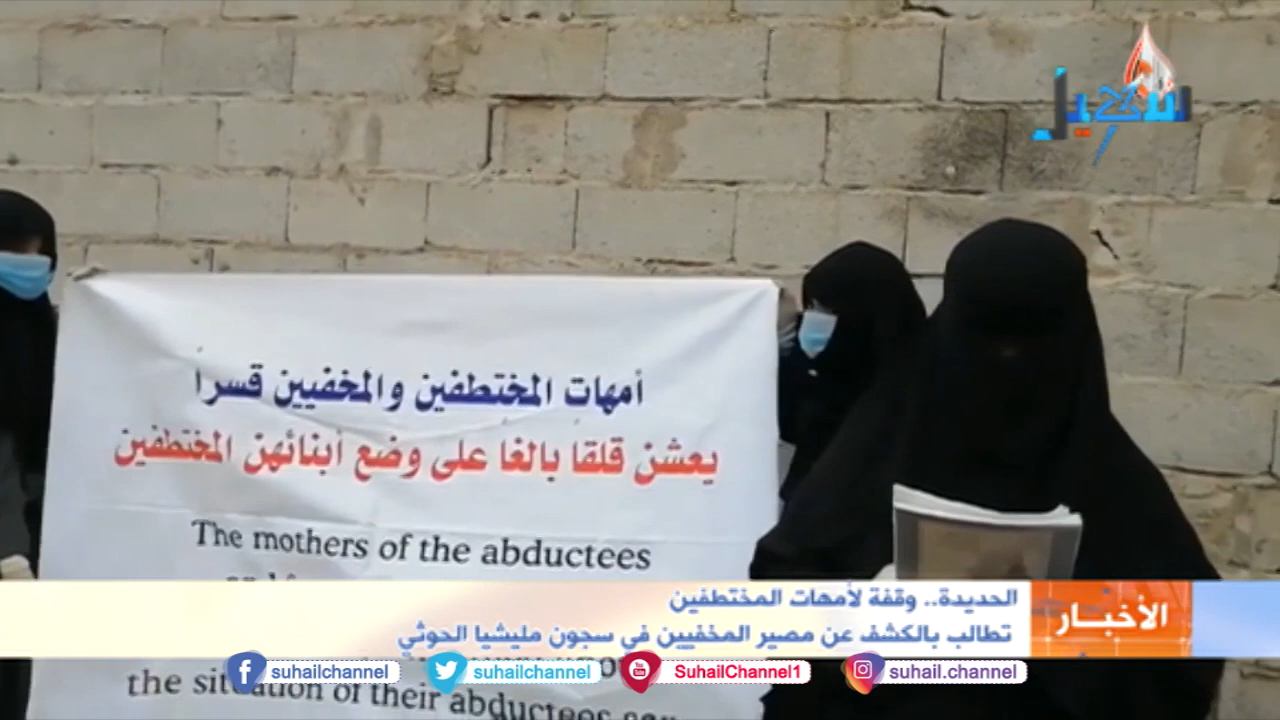 سهيل
أمهات المختطفين والمخفيين قسراً
يعشن قلقاً بالغاً على وضع أبنائهن المختطفين
The mothers of the abductees
الأخبار
الحديدة.. وقفة لأمهات المختطفين
تطالب بالكشف عن مصير المخفيين في سجون مليشيا الحوثي
suhailchannel
suhailchannel
SuhailChannel1
suhail.channel
the situation of their abductees